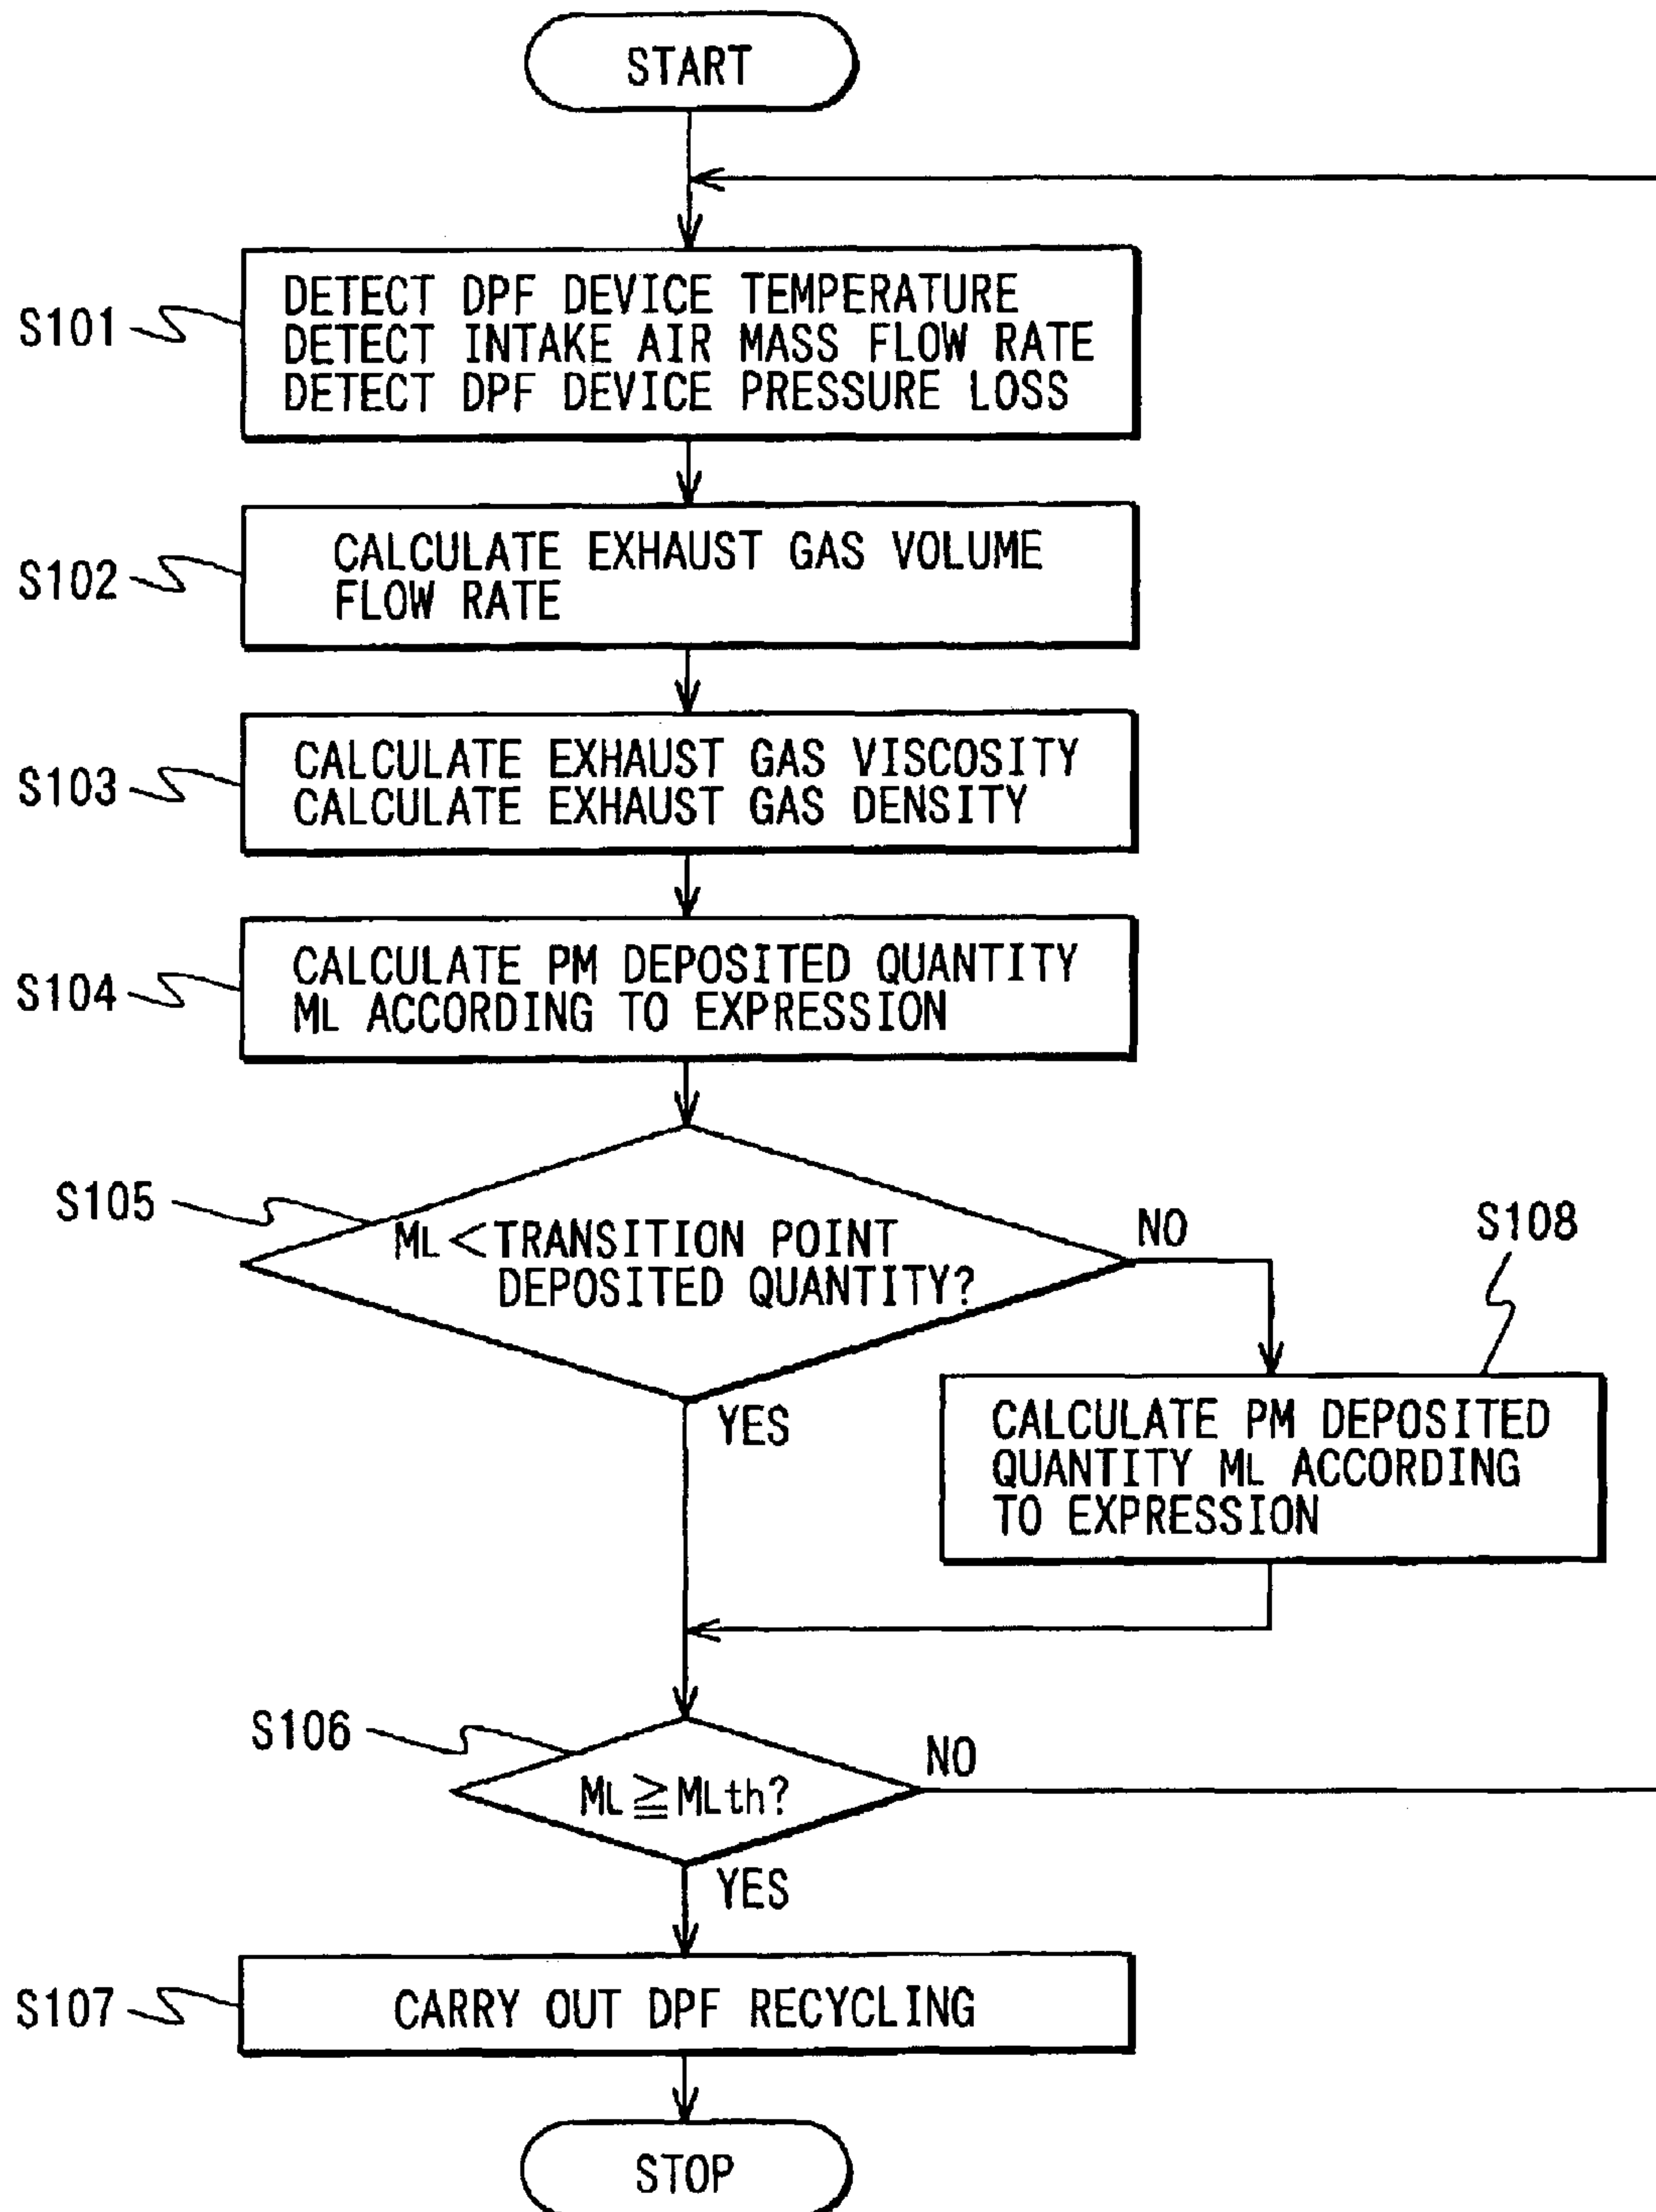 START
S101
DETECT DPF DEVICE TEMPERATURE
DETECT INTAKE AIR MASS FLOW RATE
DETECT DPF DEVICE PRESSURE LOSS
S102
CALCULATE EXHAUST GAS VOLUME
FLOW RATE
S103
CALCULATE EXHAUST GAS VISCOSITY
CALCULATE EXHAUST GAS DENSITY
S104
CALCULATE PM DEPOSITED QUANTITY
ML ACCORDING TO EXPRESSION
S105
ML < TRANSITION POINT
DEPOSITED QUANTITY?
NO
S108
YES
CALCULATE PM DEPOSITED
QUANTITY ML ACCORDING
TO EXPRESSION
S106
ML ≧ MLth?
NO
YES
S107
CARRY OUT DPF RECYCLING
STOP